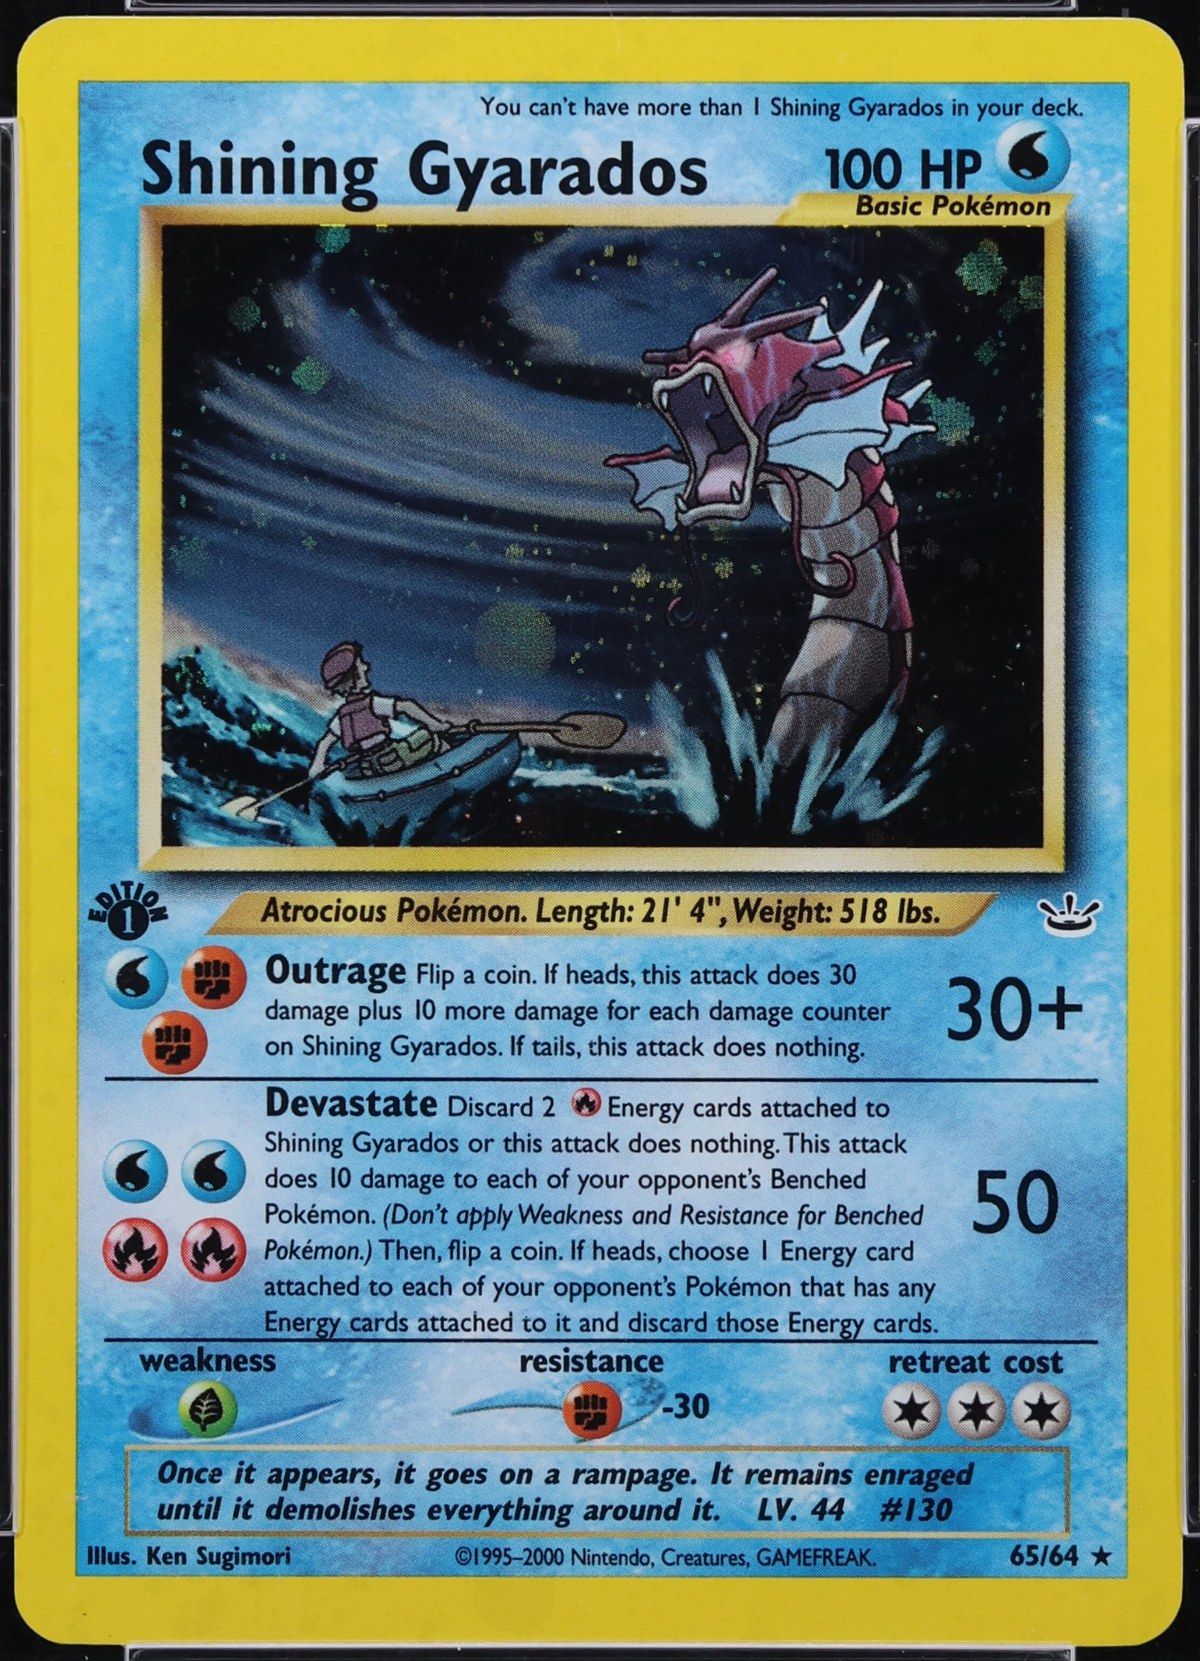 You can't have more than 1 Shining Gyarados in your deck.
Shining Gyarados 100 HP
Basic Pokémon
EDITION
1
Atrocious Pokémon. Length: 21' 4", Weight: 518 lbs.
Outrage Flip a coin. If heads, this attack does 30
damage plus 10 more damage for each damage counter
on Shining Gyarados. If tails, this attack does nothing.
30+
Devastate Discard 2 Energy cards attached to
Shining Gyarados or this attack does nothing. This attack
does 10 damage to each of your opponent's Benched
Pokémon. (Don't apply Weakness and Resistance for Benched
Pokémon.) Then, flip a coin. If heads, choose 1 Energy card
attached to each of your opponent's Pokémon that has any
Energy cards attached to it and discard those Energy cards.
50
weakness resistance retreat cost
-30
Once it appears, it goes on a rampage. It remains enraged
until it demolishes everything around it. LV. 44 #130
Illus. Ken Sugimori ©1995–2000 Nintendo, Creatures, GAMEFREAK. 65/64 ★